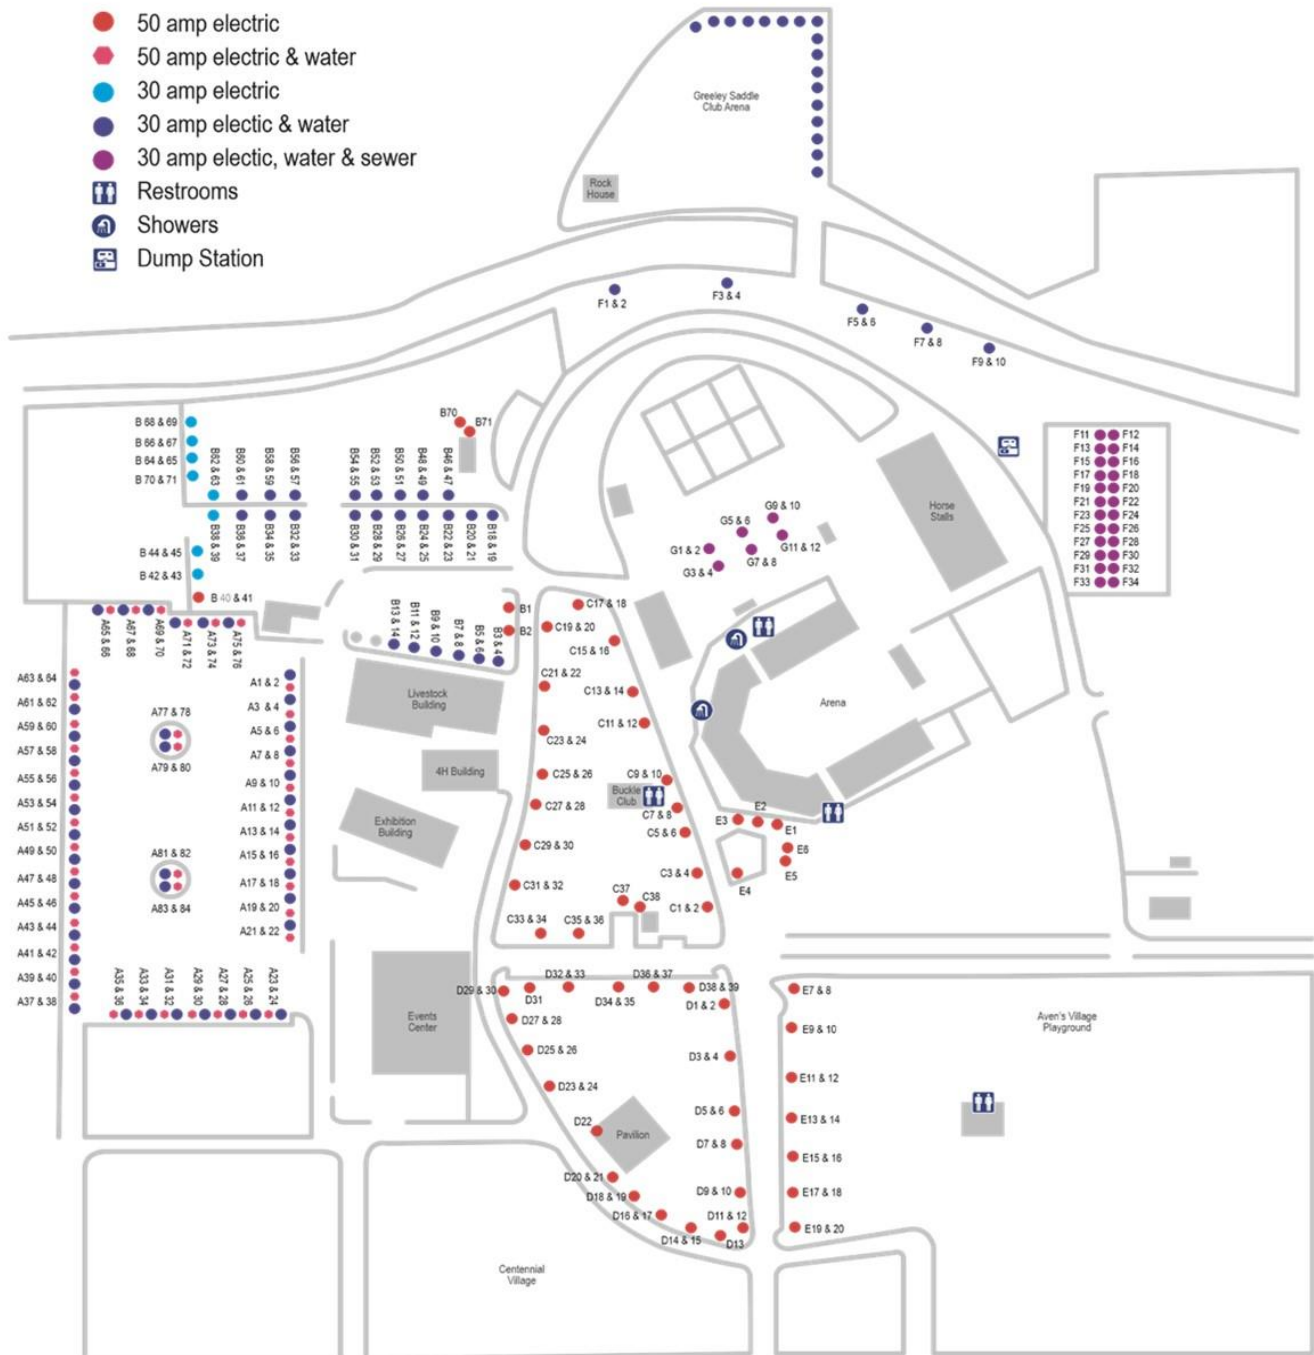 50 amp electric
50 amp electric & water
30 amp electric
30 amp electic & water
30 amp electic, water & sewer
Restrooms
Showers
Dump Station
Greeley Saddle
Club Arena
Rock
House
F1 & 2
F3 & 4
F5 & 6
F7 & 8
F9 & 10
B 68 & 69
B 66 & 67
B 64 & 65
B 70 & 71
B62 & 63
B60 & 61
B58 & 59
B56 & 57
B54 & 55
B52 & 53
B50 & 51
B48 & 49
B46 & 47
B70
B71
B38 & 39
B36 & 37
B34 & 35
B32 & 33
B30 & 31
B28 & 29
B26 & 27
B24 & 25
B22 & 23
B20 & 21
B18 & 19
B 44 & 45
B 42 & 43
B 40 & 41
F11 F12
F13 F14
F15 F16
F17 F18
F19 F20
F21 F22
F23 F24
F25 F26
F27 F28
F29 F30
F31 F32
F33 F34
Horse
Stalls
G9 & 10
G5 & 6
G11 & 12
G1 & 2
G7 & 8
G3 & 4
B13 & 14
B11 & 12
B9 & 10
B7 & 8
B5 & 6
B3 & 4
B1
B2
A65 & 66
A67 & 68
A69 & 70
A71 & 72
A73 & 74
A75 & 76
A63 & 64
A61 & 62
A59 & 60
A57 & 58
A55 & 56
A53 & 54
A51 & 52
A49 & 50
A47 & 48
A45 & 46
A43 & 44
A41 & 42
A39 & 40
A37 & 38
A77 & 78
A79 & 80
A81 & 82
A83 & 84
A1 & 2
A3 & 4
A5 & 6
A7 & 8
A9 & 10
A11 & 12
A13 & 14
A15 & 16
A17 & 18
A19 & 20
A21 & 22
A35 & 36
A33 & 34
A31 & 32
A29 & 30
A27 & 28
A25 & 26
A23 & 24
Livestock
Building
4H Building
Exhibition
Building
Events
Center
C17 & 18
C19 & 20
C15 & 16
C21 & 22
C13 & 14
C11 & 12
C23 & 24
C25 & 26
C9 & 10
Buckle
Club
C27 & 28
C7 & 8
C5 & 6
C29 & 30
C3 & 4
C31 & 32
C37
C38
C1 & 2
C33 & 34
C35 & 36
Arena
E3
E2
E1
E6
E5
E4
D32 & 33
D36 & 37
D29 & 30
D31
D34 & 35
D38 & 39
D1 & 2
D27 & 28
D25 & 26
D3 & 4
D23 & 24
D5 & 6
D22
Pavilion
D7 & 8
D20 & 21
D18 & 19
D9 & 10
D16 & 17
D11 & 12
D14 & 15
D13
E7 & 8
E9 & 10
E11 & 12
E13 & 14
E15 & 16
E17 & 18
E19 & 20
Aven's Village
Playground
Centennial
Village